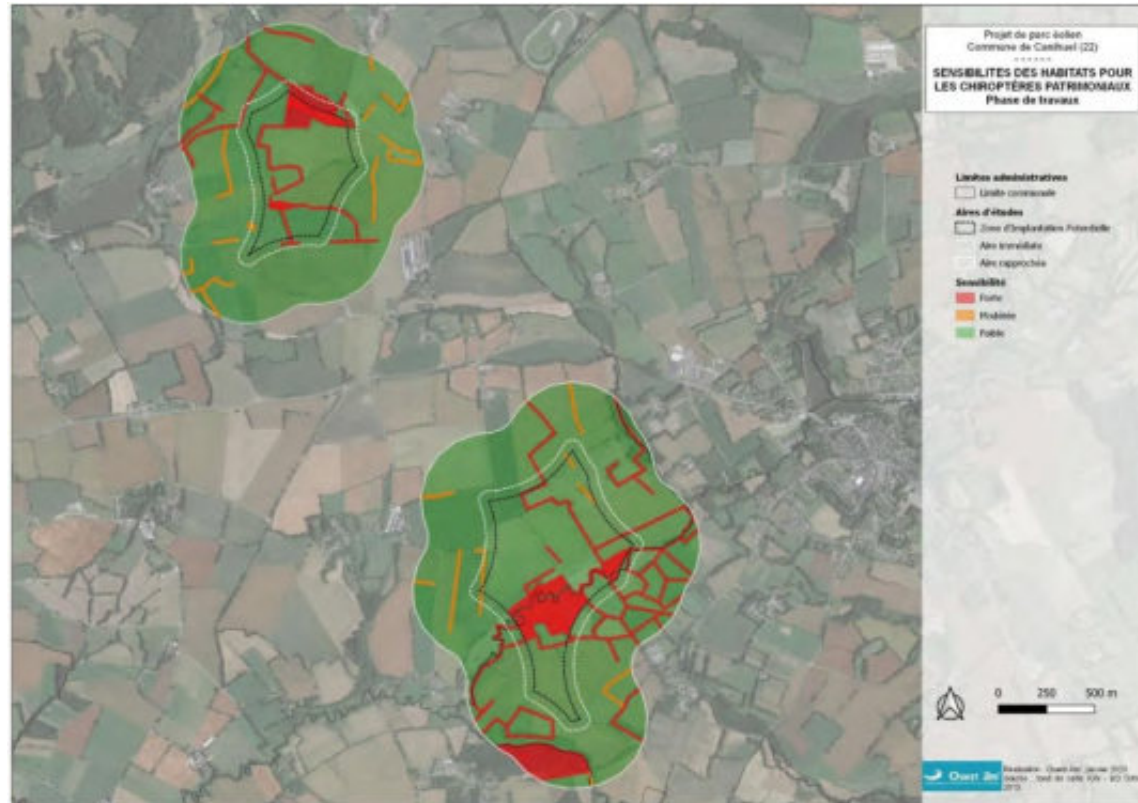 Projet de parc éolien
Commune de Canihuel (22)
******
SENSIBILITES DES HABITATS POUR
LES CHIROPTÈRES PATRIMONIAUX
Phase de travaux
Limites administratives
Limite communale
Aires d'études
Zone d'Implantation Potentielle
Aire immédiate
Aire rapprochée
Sensibilité
Forte
Modérée
Faible
0 250 500 m
Ouest Am'